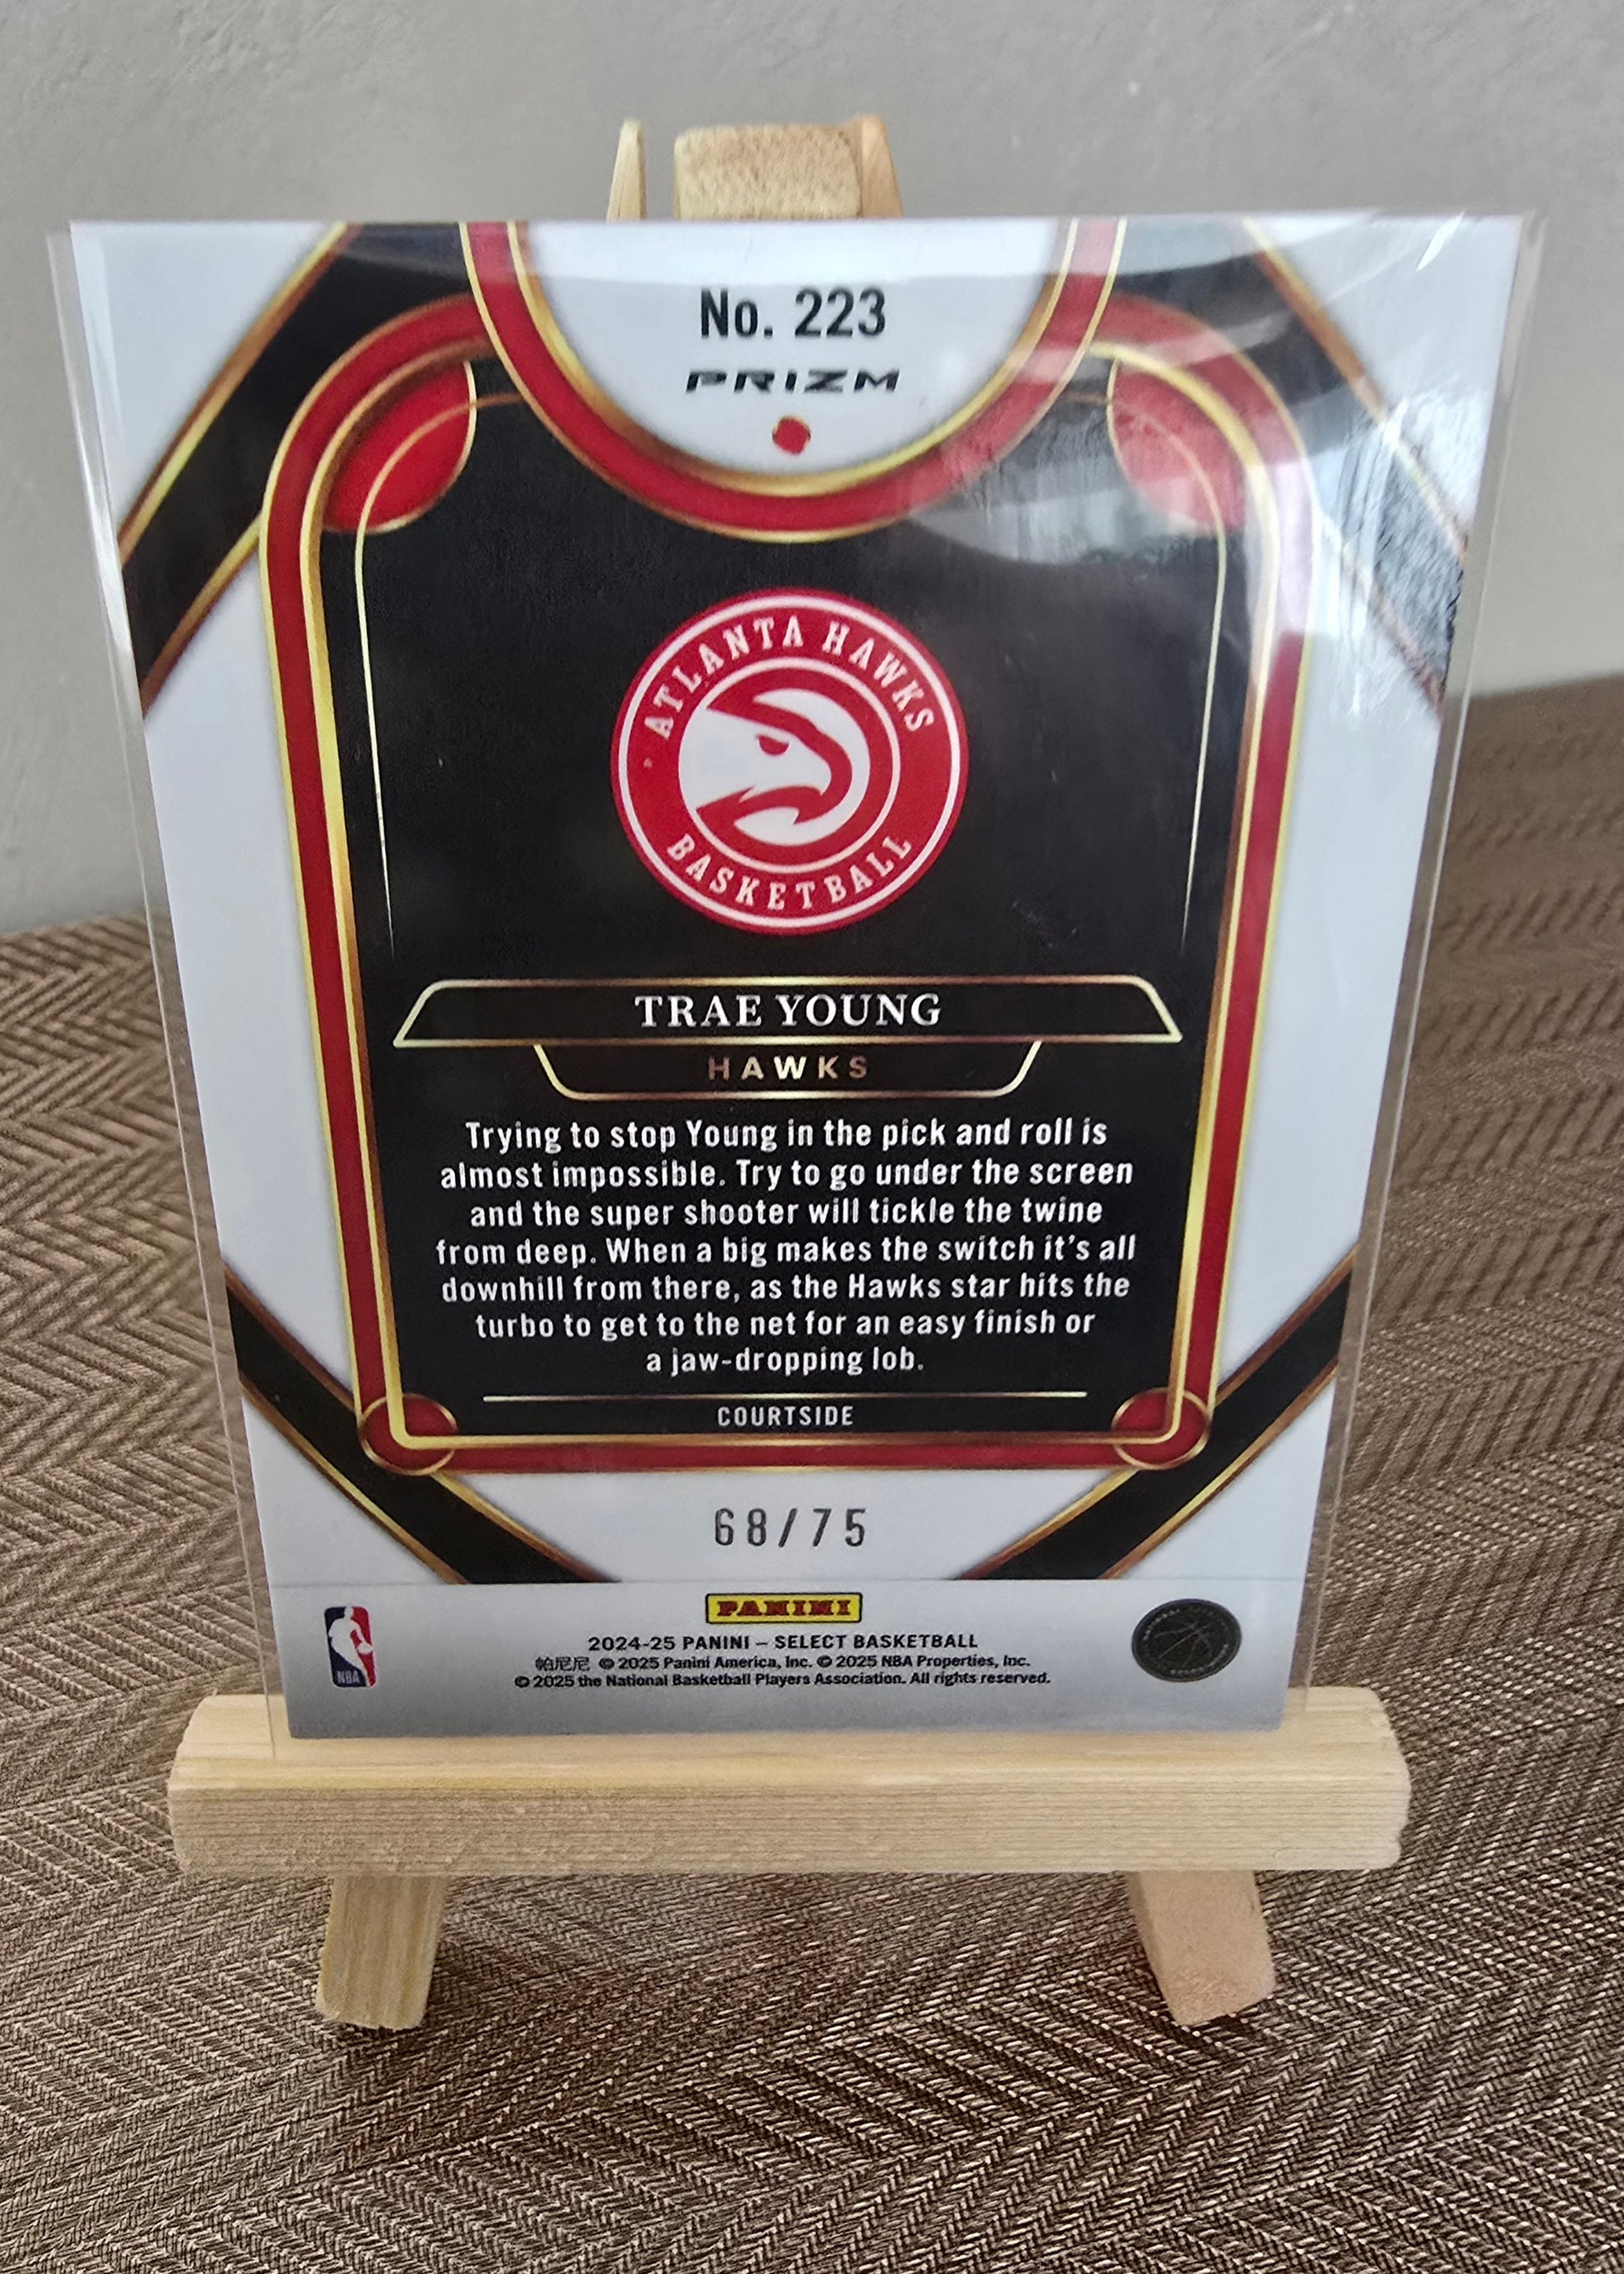 No. 223
PRIZM
ATLANTA HAWKS
BASKETBALL
TRAE YOUNG
HAWKS
Trying to stop Young in the pick and roll is
almost impossible. Try to go under the screen
and the super shooter will tickle the twine
from deep. When a big makes the switch it's all
downhill from there, as the Hawks star hits the
turbo to get to the net for an easy finish or
a jaw-dropping lob.
COURTSIDE
68/75
PANINI
2024-25 PANINI – SELECT BASKETBALL
帕尼尼 © 2025 Panini America, Inc. © 2025 NBA Properties, Inc.
© 2025 the National Basketball Players Association. All rights reserved.
NBA